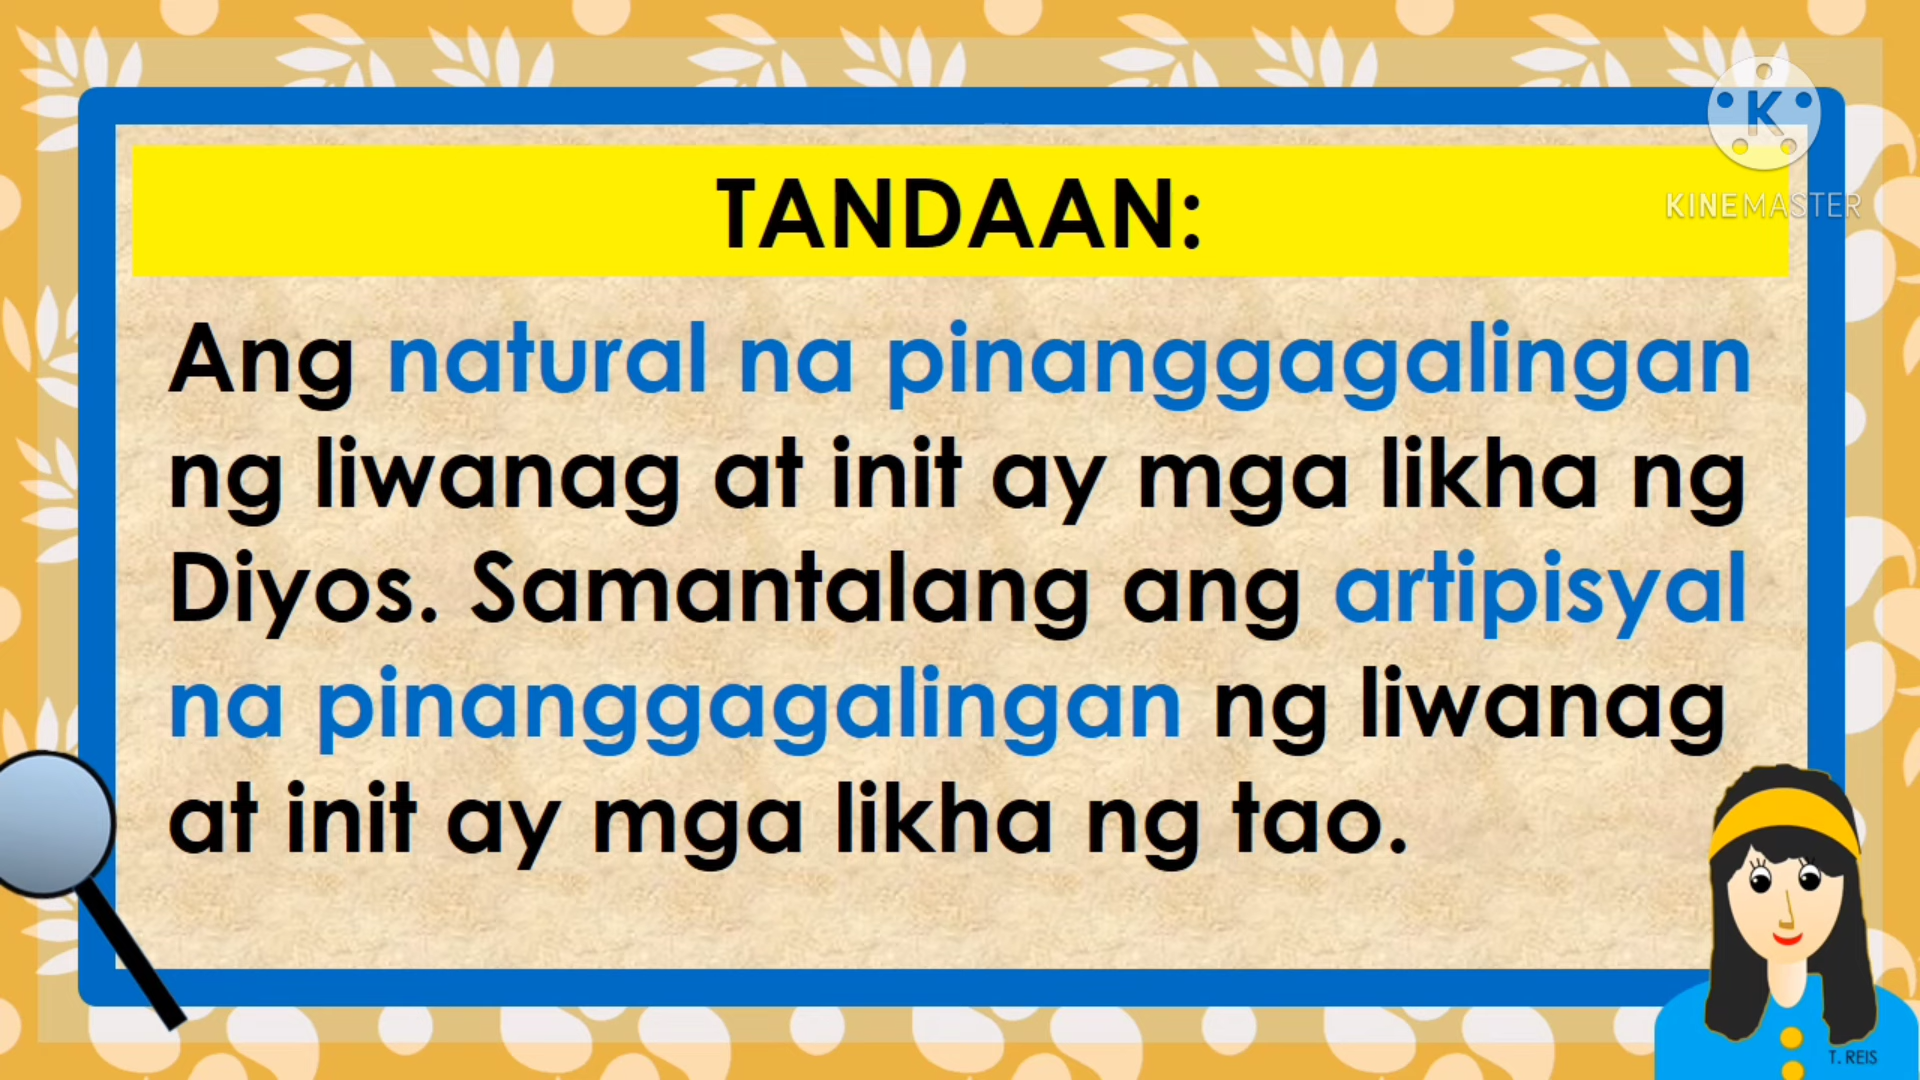 K
KINEMASTER
TANDAAN:
Ang natural na pinanggagalingan
ng liwanag at init ay mga likha ng
Diyos. Samantalang ang artipisyal
na pinanggagalingan ng liwanag
at init ay mga likha ng tao.
T. REIS